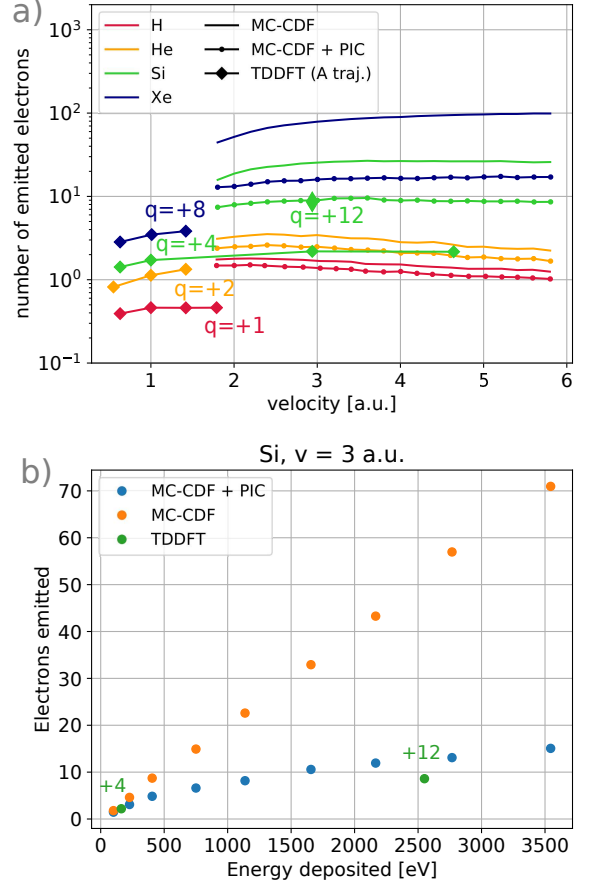 a)
number of emitted electrons
10³
10²
10¹
10⁰
10⁻¹
H
He
Si
Xe
MC-CDF
MC-CDF + PIC
TDDFT (A traj.)
q=+8
q=+4
q=+12
q=+2
q=+1
1 2 3 4 5 6
velocity [a.u.]
b)
Si, v = 3 a.u.
Electrons emitted
70
60
50
40
30
20
10
0
MC-CDF + PIC
MC-CDF
TDDFT
+4
+12
0 500 1000 1500 2000 2500 3000 3500
Energy deposited [eV]